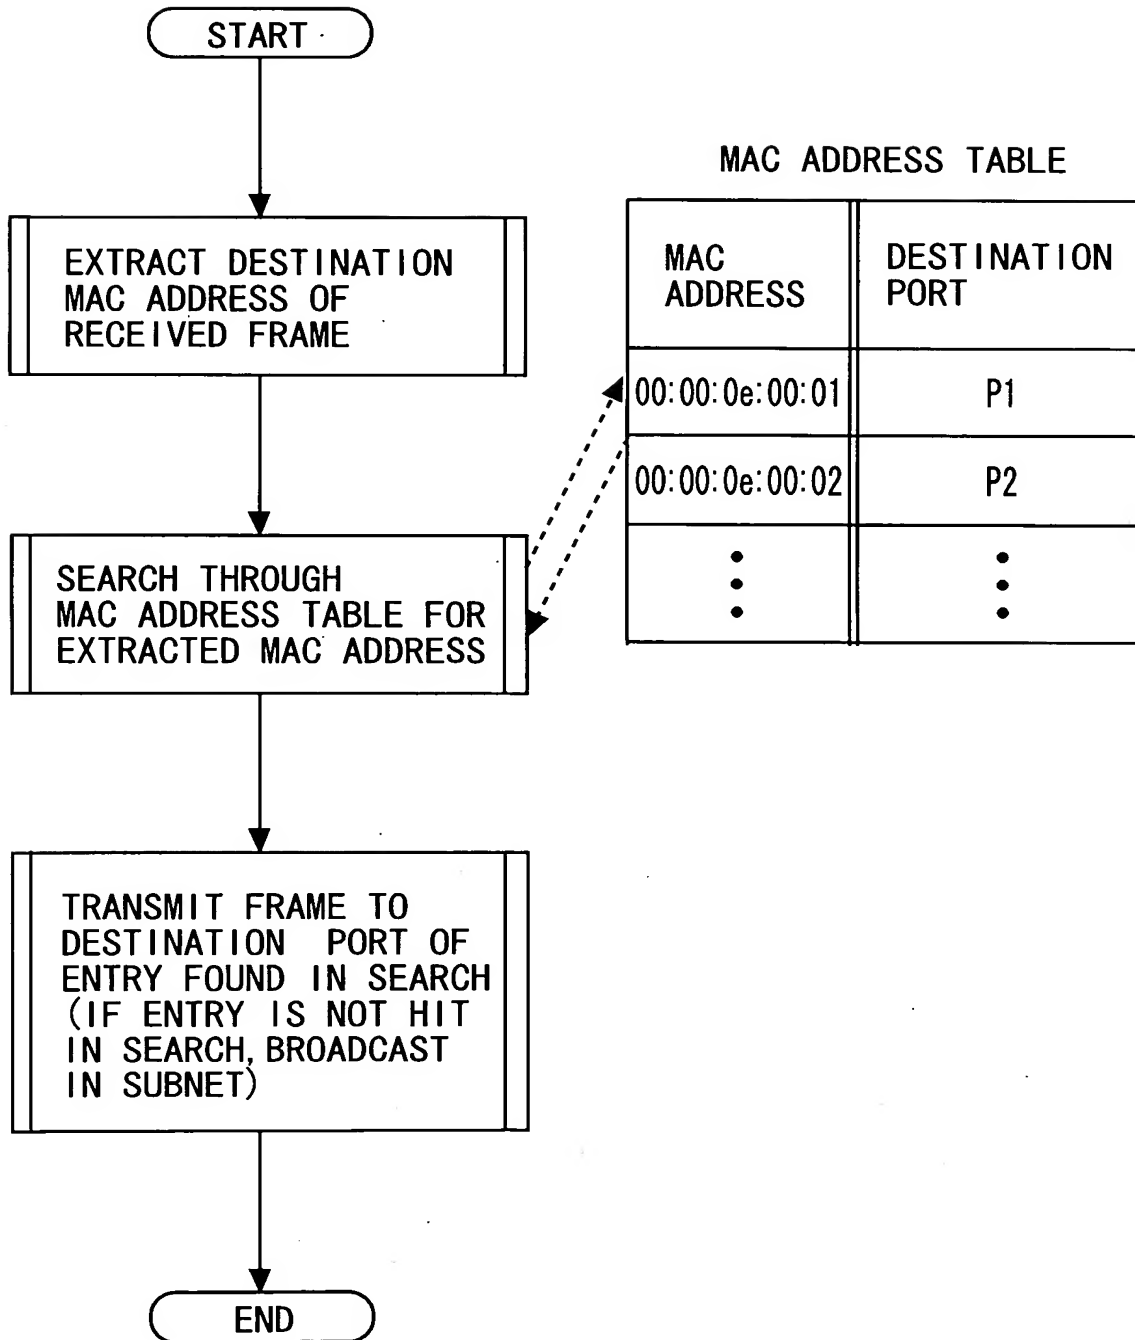 START
EXTRACT DESTINATION
MAC ADDRESS OF
RECEIVED FRAME
SEARCH THROUGH
MAC ADDRESS TABLE FOR
EXTRACTED MAC ADDRESS
TRANSMIT FRAME TO
DESTINATION PORT OF
ENTRY FOUND IN SEARCH
(IF ENTRY IS NOT HIT
IN SEARCH, BROADCAST
IN SUBNET)
END
MAC ADDRESS TABLE
MAC
ADDRESS
DESTINATION
PORT
00:00:0e:00:01
P1
00:00:0e:00:02
P2